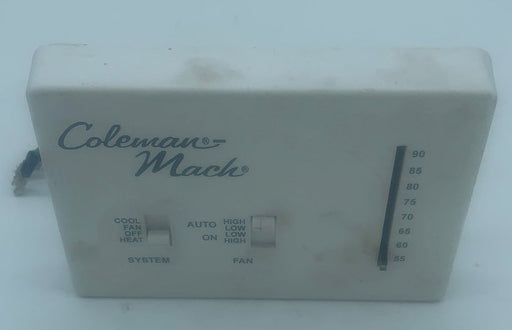 Coleman®-
Mach®
COOL
FAN
OFF
HEAT
SYSTEM
AUTO
ON
HIGH
LOW
LOW
HIGH
FAN
90
85
80
75
70
65
60
55